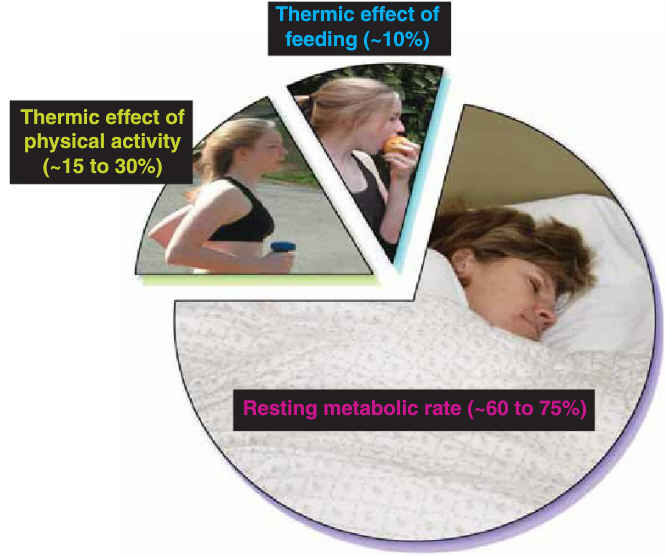 Thermic effect of
feeding (~10%)
Thermic effect of
physical activity
(~15 to 30%)
Resting metabolic rate (~60 to 75%)